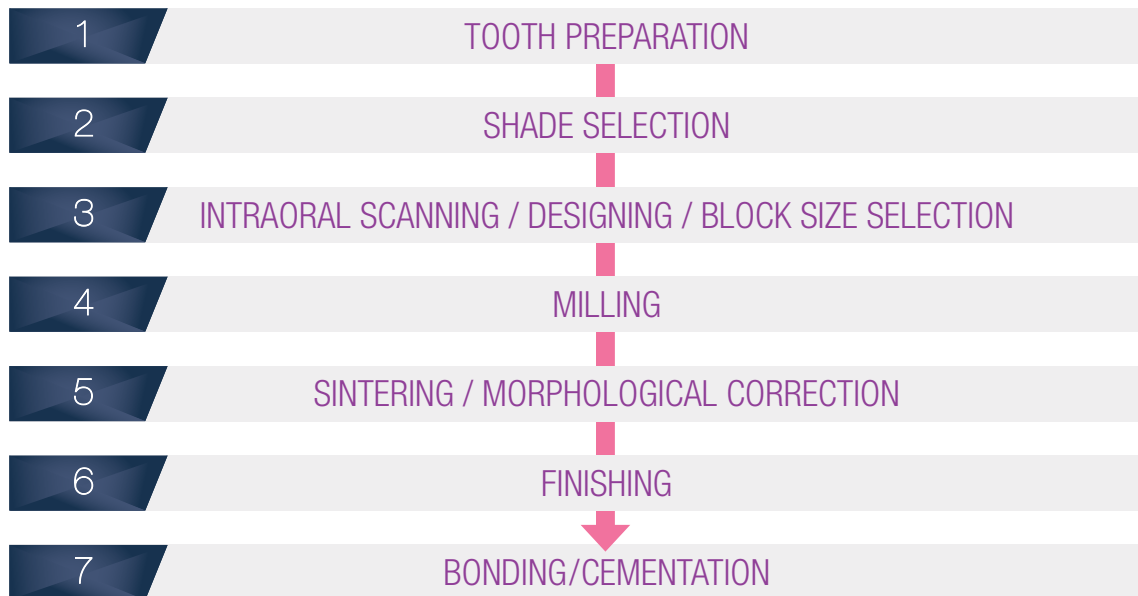 1 TOOTH PREPARATION
2 SHADE SELECTION
3 INTRAORAL SCANNING / DESIGNING / BLOCK SIZE SELECTION
4 MILLING
5 SINTERING / MORPHOLOGICAL CORRECTION
6 FINISHING
7 BONDING/CEMENTATION